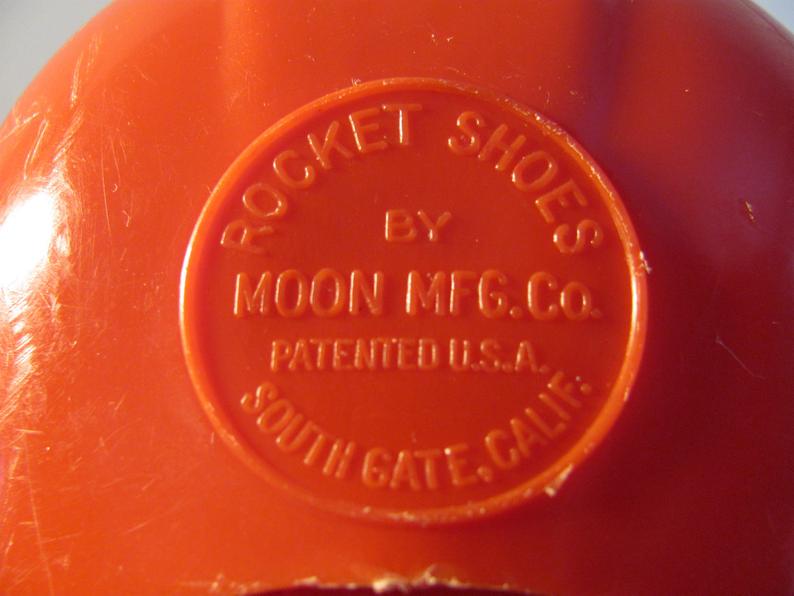 ROCKET SHOES
BY
MOON MFG. CO.
PATENTED U.S.A.
SOUTH GATE, CALIF.